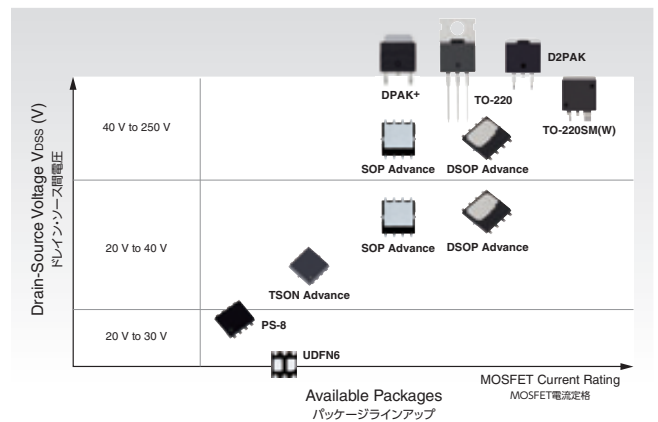 D2PAK
DPAK+
TO-220
TO-220SM(W)
Drain-Source Voltage VDSS (V)
ドレイン・ソース間電圧
40 V to 250 V
SOP Advance
DSOP Advance
20 V to 40 V
SOP Advance
DSOP Advance
TSON Advance
20 V to 30 V
PS-8
UDFN6
MOSFET Current Rating
MOSFET電流定格
Available Packages
パッケージラインアップ